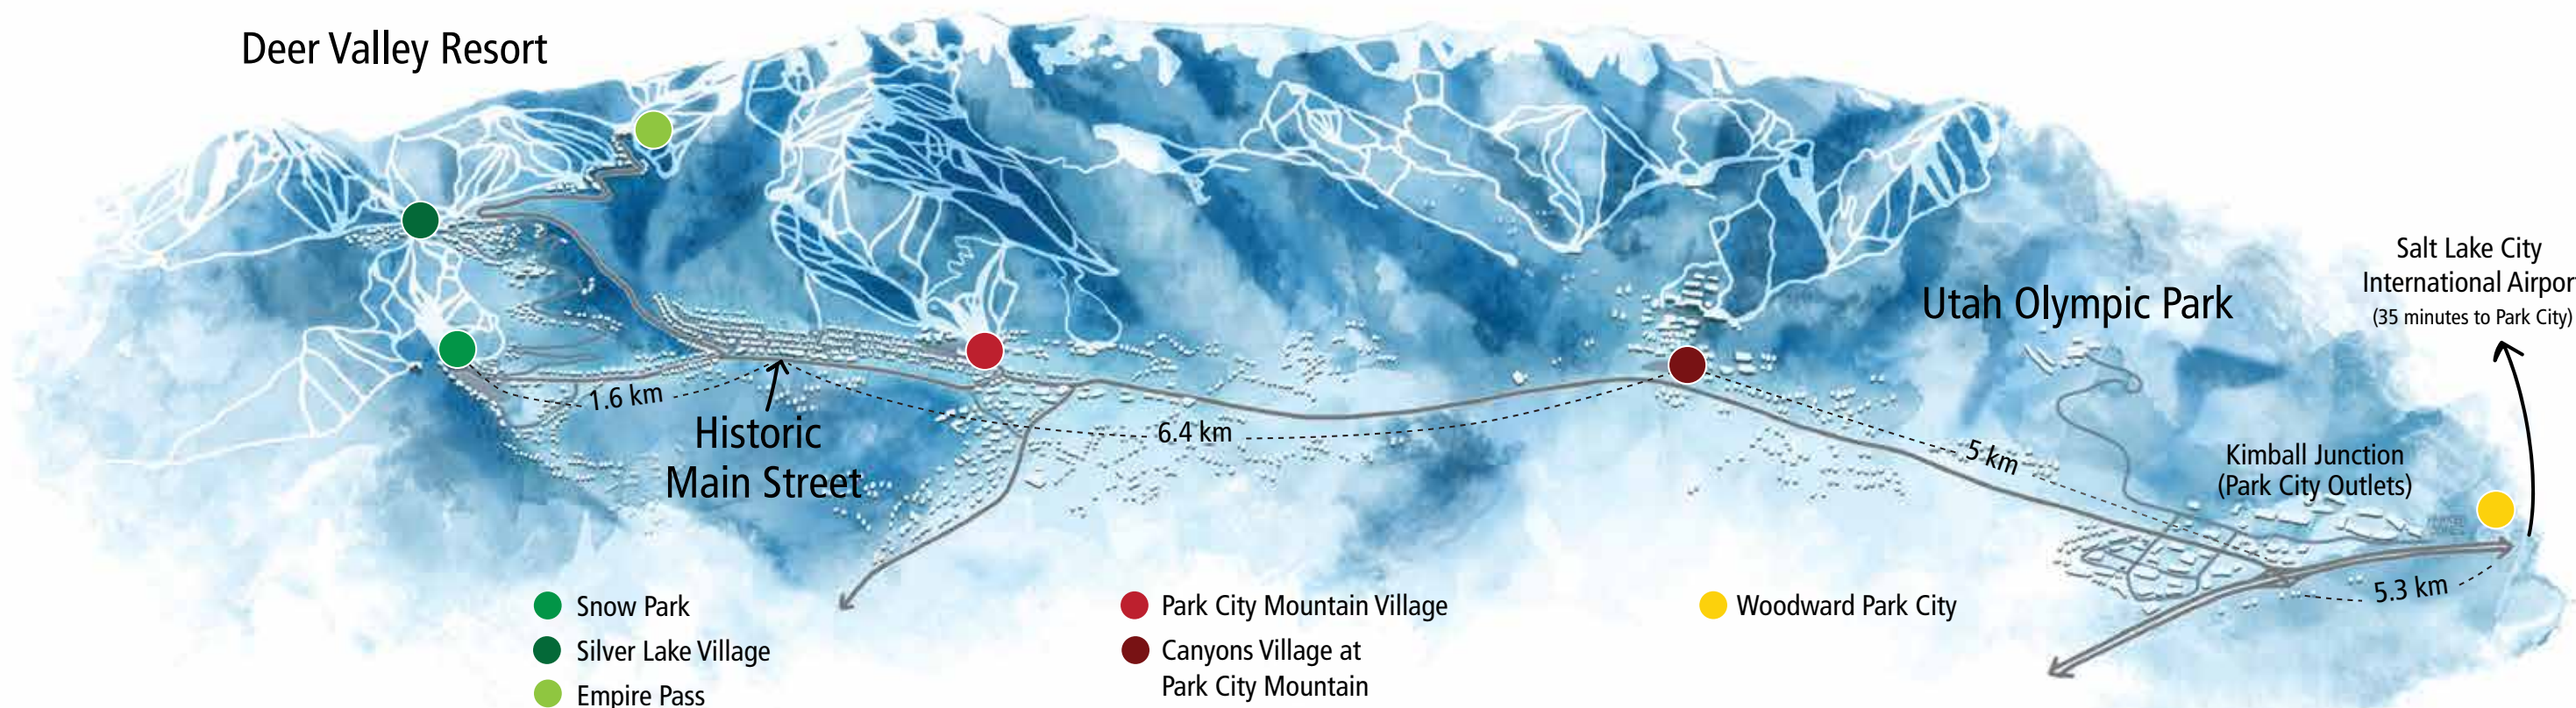 Deer Valley Resort
Salt Lake City
International Airport
(35 minutes to Park City)
Utah Olympic Park
1.6 km
Historic
Main Street
6.4 km
5 km
Kimball Junction
(Park City Outlets)
5.3 km
Snow Park
Silver Lake Village
Empire Pass
Park City Mountain Village
Canyons Village at
Park City Mountain
Woodward Park City